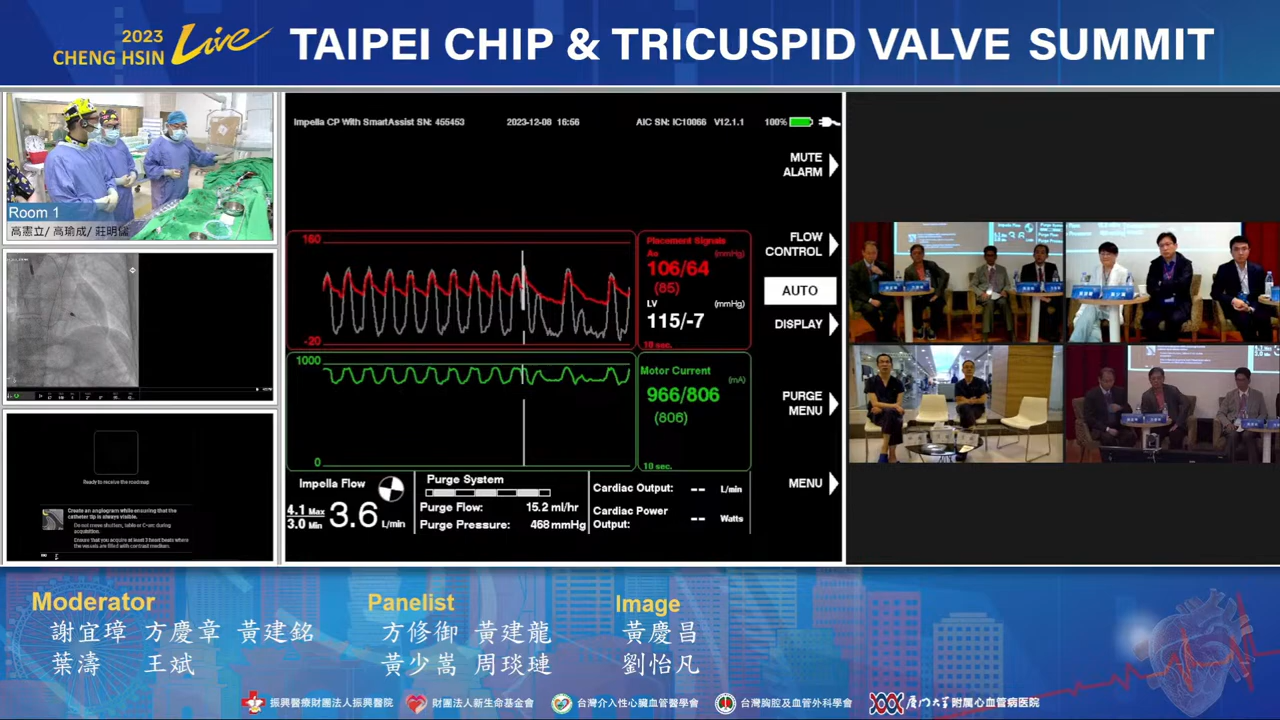 2023
CHENG HSIN Live
TAIPEI CHIP & TRICUSPID VALVE SUMMIT
Room 1
高憲立/ 高瑜成/ 莊明儒
Ready to receive the roadmap
Create an angiogram while ensuring that the
catheter tip is always visible.
Do not move shutters, table or C-arm during
acquisition.
Ensure that you acquire at least 3 heart beats where
the vessels are filled with contrast medium.
Impella CP With SmartAssist SN: 455463
2023-12-08 16:56
AIC SN: IC10066 V12.1.1
100%
MUTE
ALARM
FLOW
CONTROL
AUTO
DISPLAY
PURGE
MENU
MENU
160
-20
Placement Signals
Ao (mmHg)
106/64
(85)
LV (mmHg)
115/-7
10 sec.
1000
0
Motor Current
(mA)
966/806
(806)
10 sec.
Impella Flow
4.1 Max
3.0 Min
3.6 L/min
Purge System
Purge Flow: 15.2 ml/hr
Purge Pressure: 468 mmHg
Cardiac Output: -- L/min
Cardiac Power
Output: -- Watts
Moderator
謝宜璋 方慶章 黃建銘
葉濤 王斌
Panelist
方修御 黃建龍
黃少嵩 周琰璉
Image
黃慶昌
劉怡凡
振興醫療財團法人振興醫院
財團法人新生命基金會
台灣介入性心臟血管醫學會
台灣胸腔及血管外科學會
厦门大学附属心血管病医院